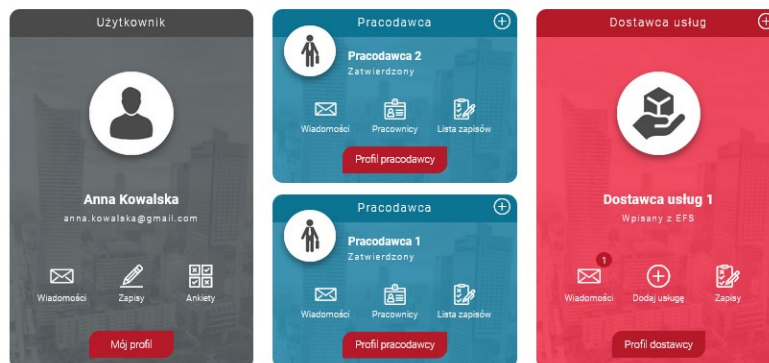 Użytkownik
Anna Kowalska
anna.kowalska@gmail.com
Wiadomości Zapisy Ankiety
Mój profil
Pracodawca
Pracodawca 2
Zatwierdzony
Wiadomości Pracownicy Lista zapisów
Profil pracodawcy
Pracodawca
Pracodawca 1
Zatwierdzony
Wiadomości Pracownicy Lista zapisów
Profil pracodawcy
Dostawca usług
Dostawca usług 1
Wpisany z EFS
1
Wiadomości Dodaj usługę Zapisy
Profil dostawcy